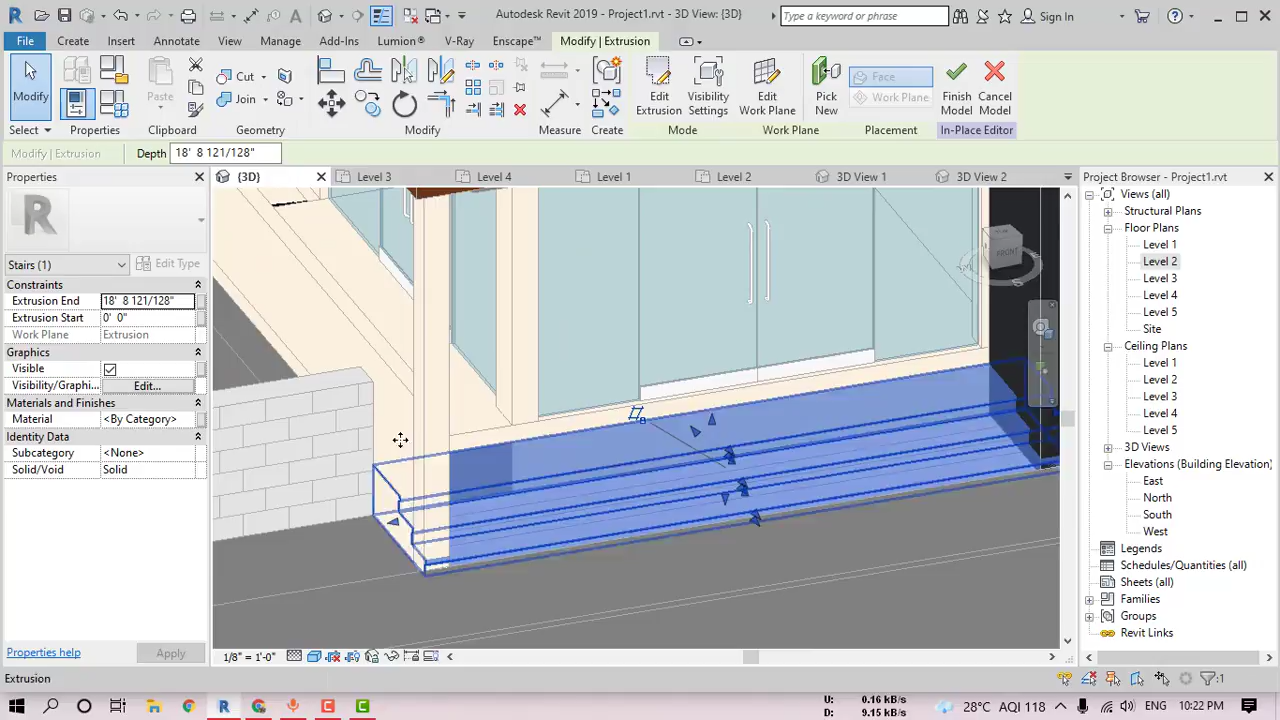 Autodesk Revit 2019 - Project1.rvt - 3D View: {3D}
Type a keyword or phrase
Sign In
File Create Insert Annotate View Manage Add-Ins Lumion® V-Ray Enscape™ Modify | Extrusion
Modify
Paste
Cut
Join
Edit Extrusion
Visibility Settings
Edit Work Plane
Pick New
Face
Work Plane
Finish Model
Cancel Model
Select Properties Clipboard Geometry Modify Measure Create Mode Work Plane Placement In-Place Editor
Modify | Extrusion Depth 18' 8 121/128"
Properties
{3D} Level 3 Level 4 Level 1 Level 2 3D View 1 3D View 2
Project Browser - Project1.rvt
R
Stairs (1) Edit Type
Constraints
Extrusion End 18' 8 121/128"
Extrusion Start 0' 0"
Work Plane Extrusion
Graphics
Visible
Visibility/Graphi... Edit...
Materials and Finishes
Material <By Category>
Identity Data
Subcategory <None>
Solid/Void Solid
Properties help Apply
FRONT
Views (all)
Structural Plans
Floor Plans
Level 1
Level 2
Level 3
Level 4
Level 5
Site
Ceiling Plans
Level 1
Level 2
Level 3
Level 4
Level 5
3D Views
Elevations (Building Elevation)
East
North
South
West
Legends
Schedules/Quantities (all)
Sheets (all)
Families
Groups
Revit Links
1/8" = 1'-0"
Extrusion
:1
U: 0.16 kB/s
D: 9.15 kB/s
28°C AQI 118
10:22 PM